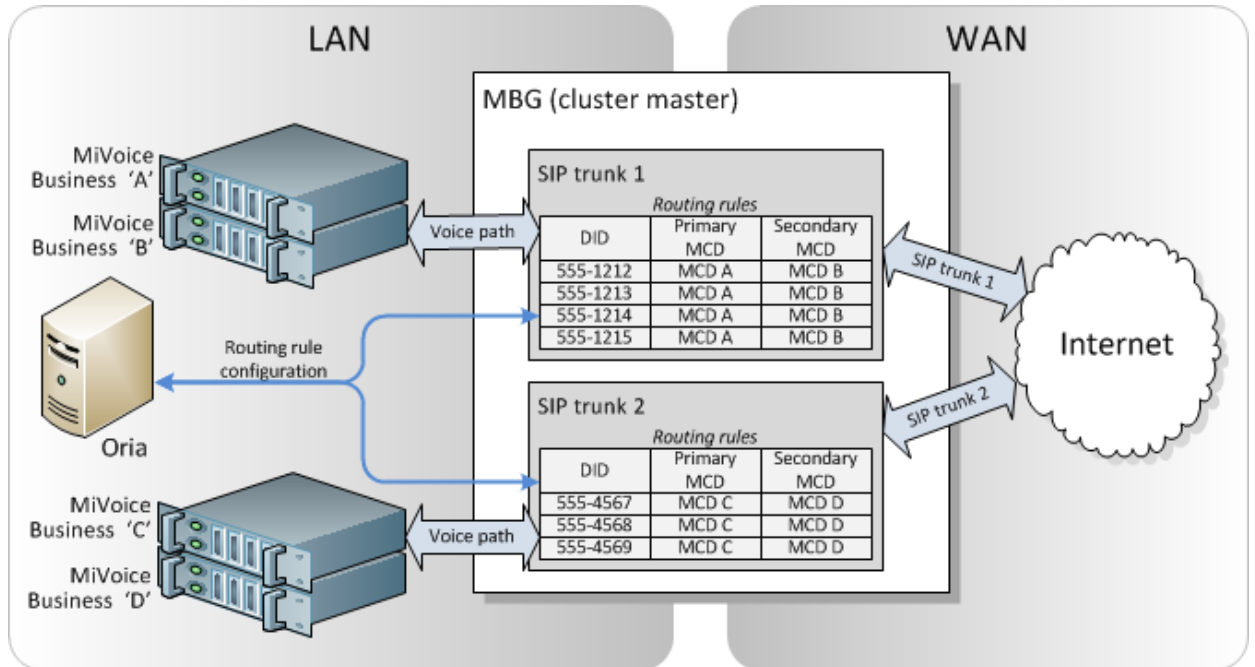 LAN
WAN
MBG (cluster master)
MiVoice
Business 'A'
MiVoice
Business 'B'
Voice path
SIP trunk 1
Routing rules
DID Primary MCD Secondary MCD
555-1212 MCD A MCD B
555-1213 MCD A MCD B
555-1214 MCD A MCD B
555-1215 MCD A MCD B
SIP trunk 1
Internet
Routing rule
configuration
Oria
SIP trunk 2
Routing rules
DID Primary MCD Secondary MCD
555-4567 MCD C MCD D
555-4568 MCD C MCD D
555-4569 MCD C MCD D
SIP trunk 2
MiVoice
Business 'C'
MiVoice
Business 'D'
Voice path